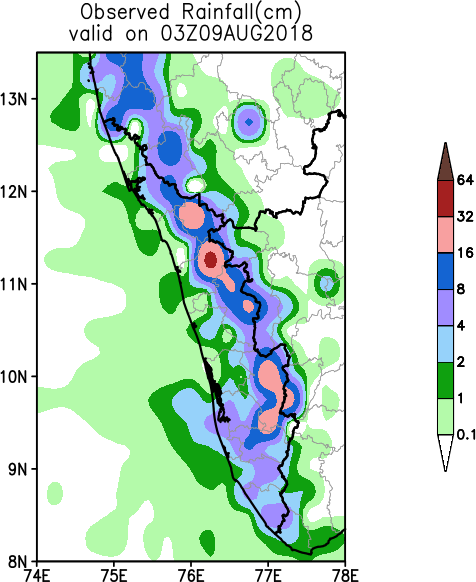 Observed Rainfall(cm)
valid on 03Z09AUG2018
13N
12N
11N
10N
9N
8N
74E 75E 76E 77E 78E
64
32
16
8
4
2
1
0.1